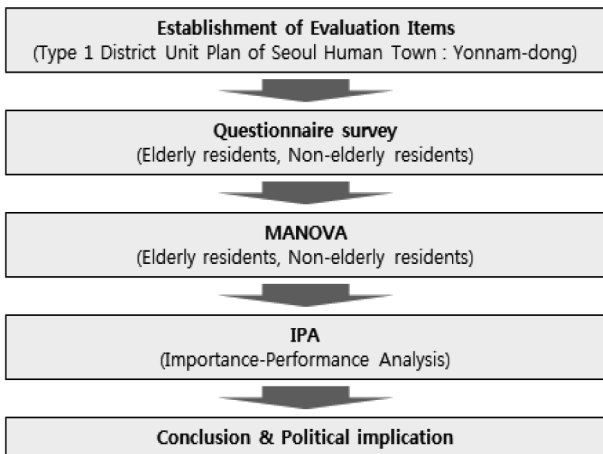 Establishment of Evaluation Items
(Type 1 District Unit Plan of Seoul Human Town : Yonnam-dong)
Questionnaire survey
(Elderly residents, Non-elderly residents)
MANOVA
(Elderly residents, Non-elderly residents)
IPA
(Importance-Performance Analysis)
Conclusion & Political implication